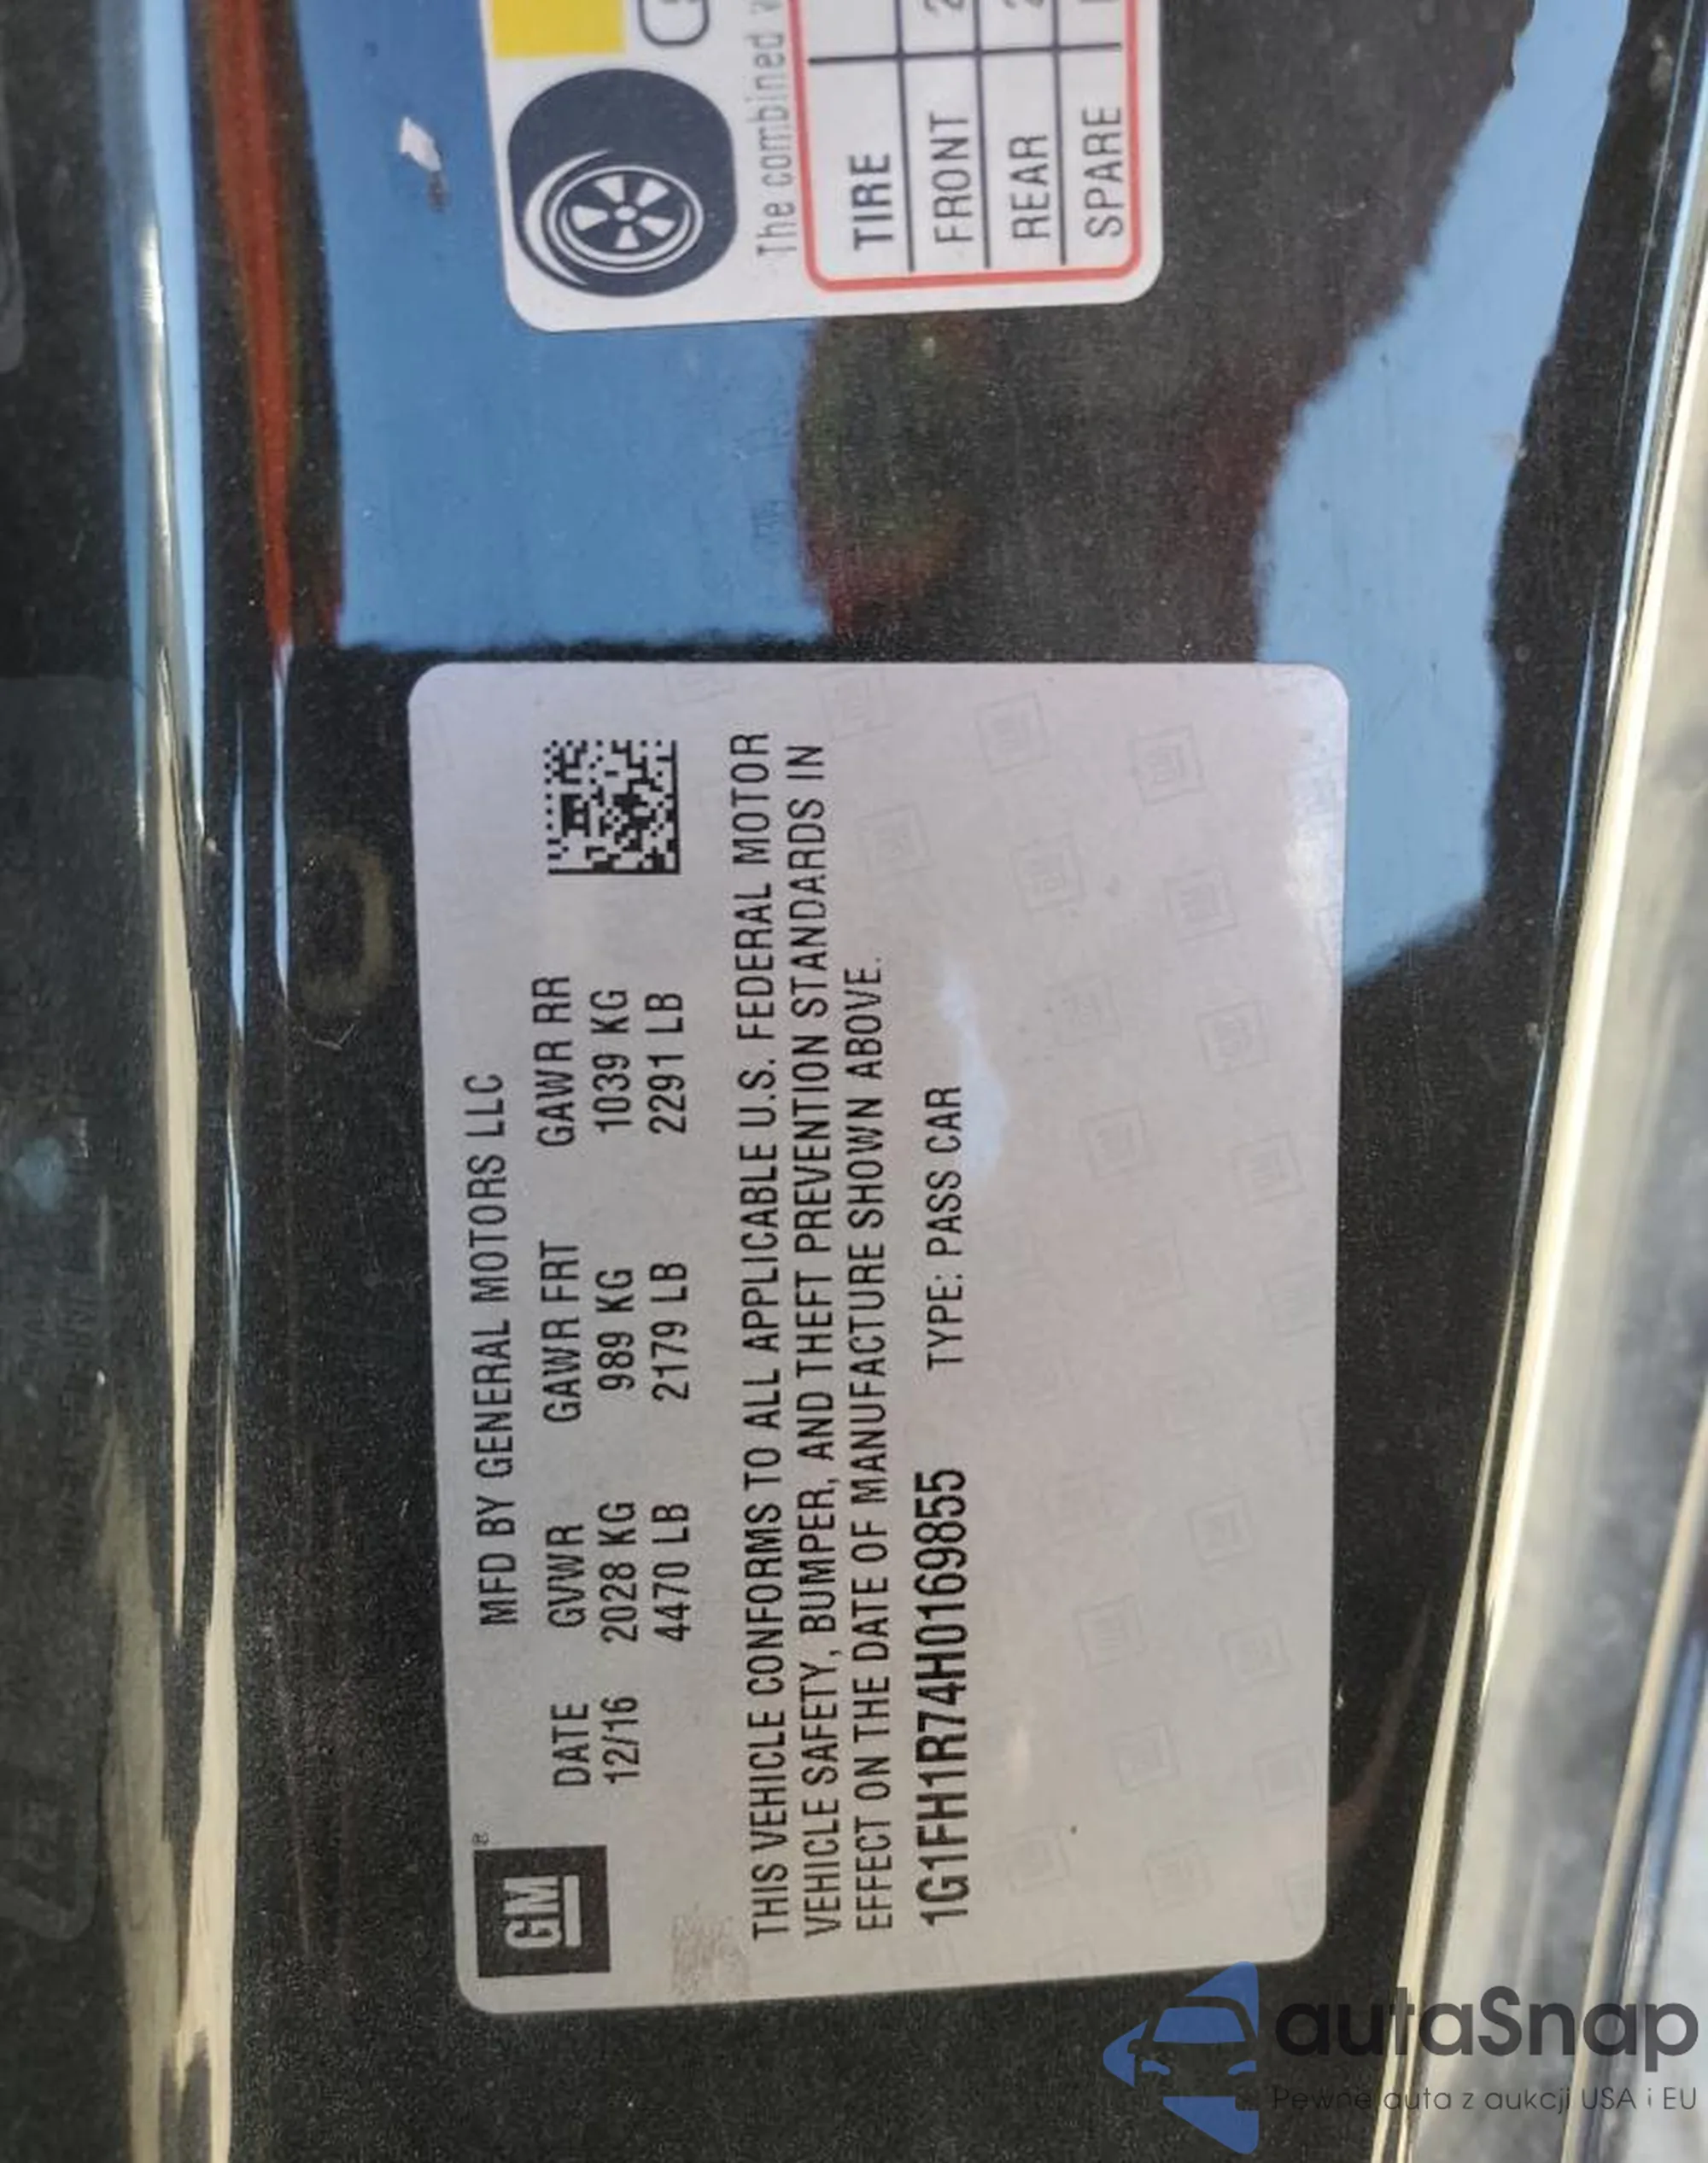 GM ®
MFD BY GENERAL MOTORS LLC
DATE GVWR GAWR FRT GAWR RR
12/16 2028 KG 989 KG 1039 KG
4470 LB 2179 LB 2291 LB
THIS VEHICLE CONFORMS TO ALL APPLICABLE U.S. FEDERAL MOTOR
VEHICLE SAFETY, BUMPER, AND THEFT PREVENTION STANDARDS IN
EFFECT ON THE DATE OF MANUFACTURE SHOWN ABOVE.
1G1FH1R74H0169855 TYPE: PASS CAR
The combined
TIRE
FRONT 2
REAR 2
SPARE
autaSnap
Pewne auta z aukcji USA i EU